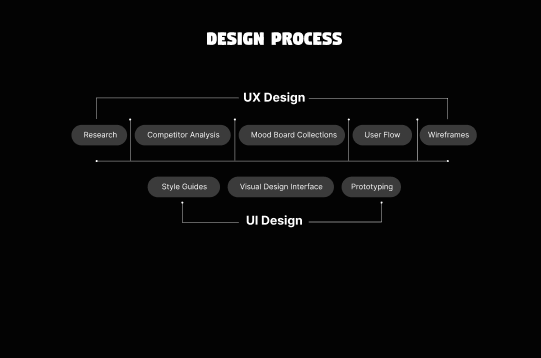 DESIGN PROCESS
UX Design
Research
Competitor Analysis
Mood Board Collections
User Flow
Wireframes
Style Guides
Visual Design Interface
Prototyping
UI Design